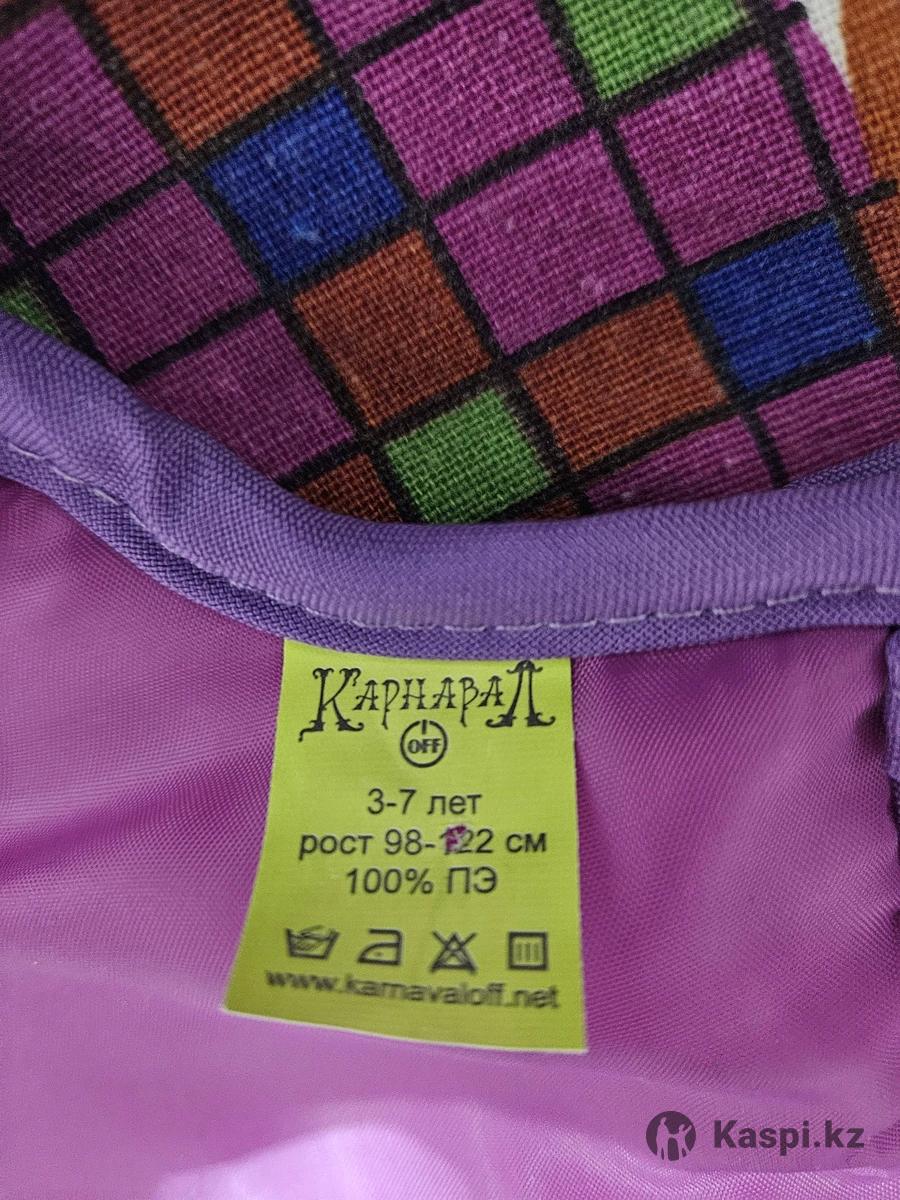 КАРНАВАЛ
OFF
3-7 лет
рост 98-122 см
100% ПЭ
www.karnavaloff.net
Kaspi.kz